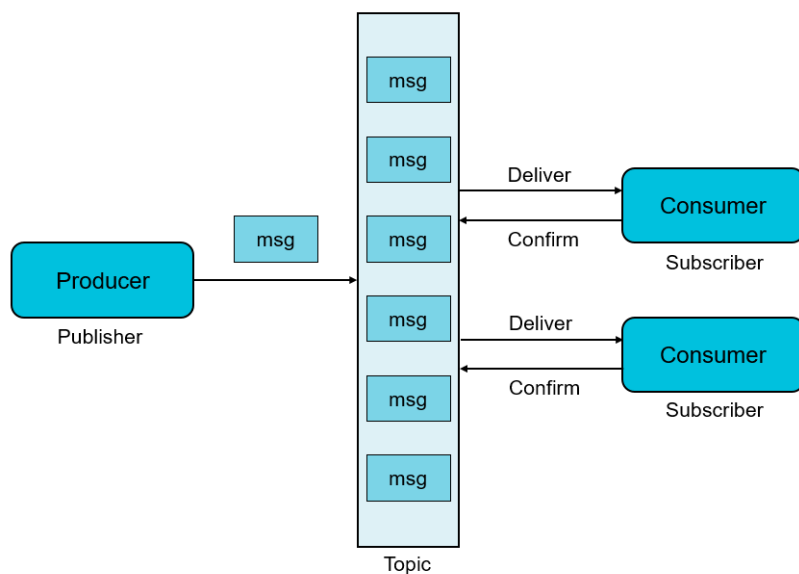 msg
msg
Deliver
Consumer
msg
msg
Confirm
Subscriber
Producer
Publisher
msg
Deliver
Consumer
msg
Confirm
Subscriber
msg
Topic